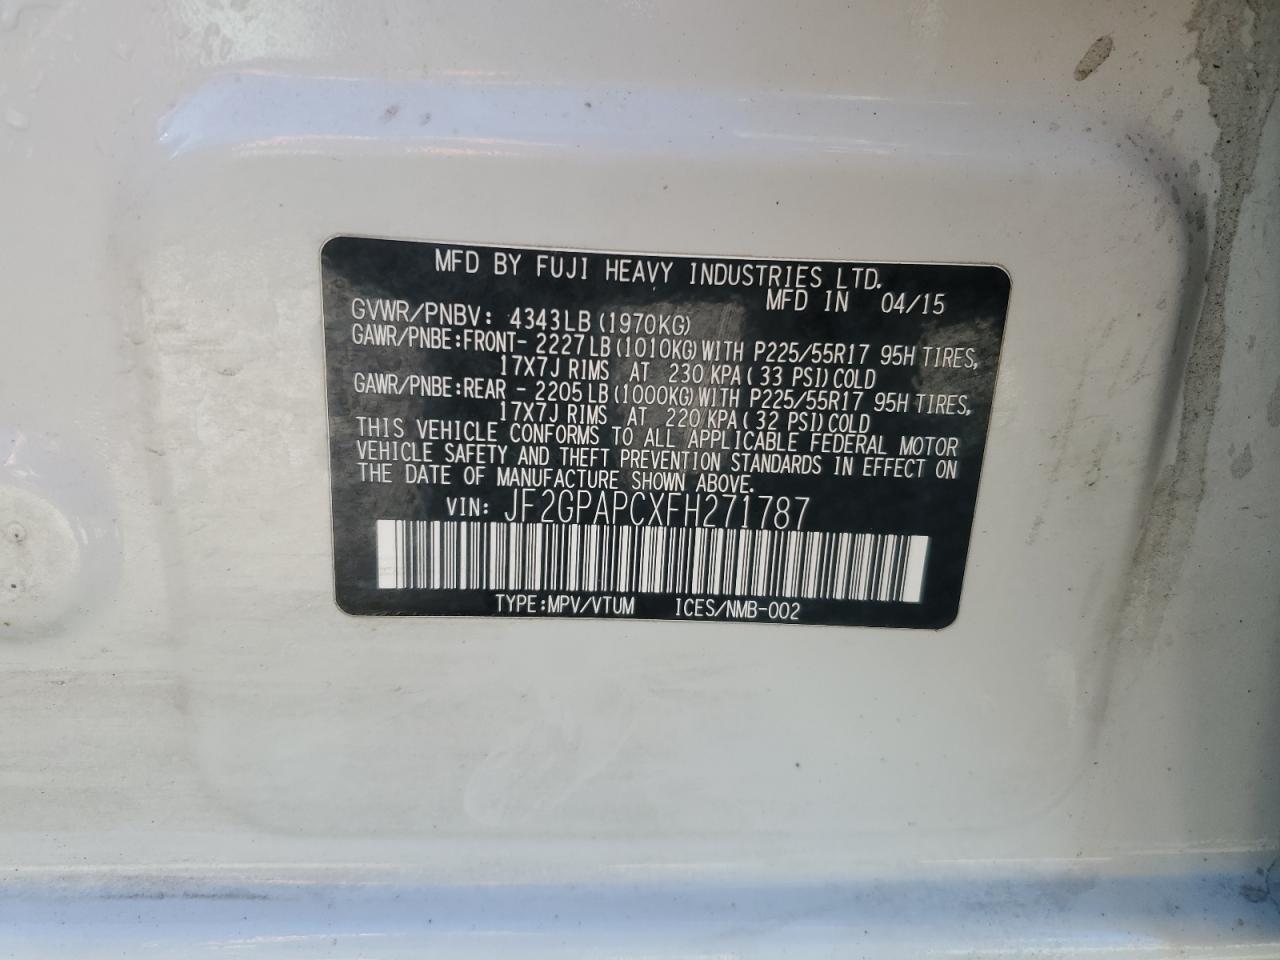 MFD BY FUJI HEAVY INDUSTRIES LTD.
MFD IN 04/15
GVWR/PNBV: 4343LB(1970KG)
GAWR/PNBE:FRONT- 2227LB(1010KG)WITH P225/55R17 95H TIRES,
17X7J RIMS AT 230 KPA(33 PSI)COLD
GAWR/PNBE:REAR - 2205LB(1000KG)WITH P225/55R17 95H TIRES,
17X7J RIMS AT 220 KPA(32 PSI)COLD
THIS VEHICLE CONFORMS TO ALL APPLICABLE FEDERAL MOTOR
VEHICLE SAFETY AND THEFT PREVENTION STANDARDS IN EFFECT ON
THE DATE OF MANUFACTURE SHOWN ABOVE.
VIN: JF2GPAPCXFH271787
TYPE:MPV/VTUM ICES/NMB-002